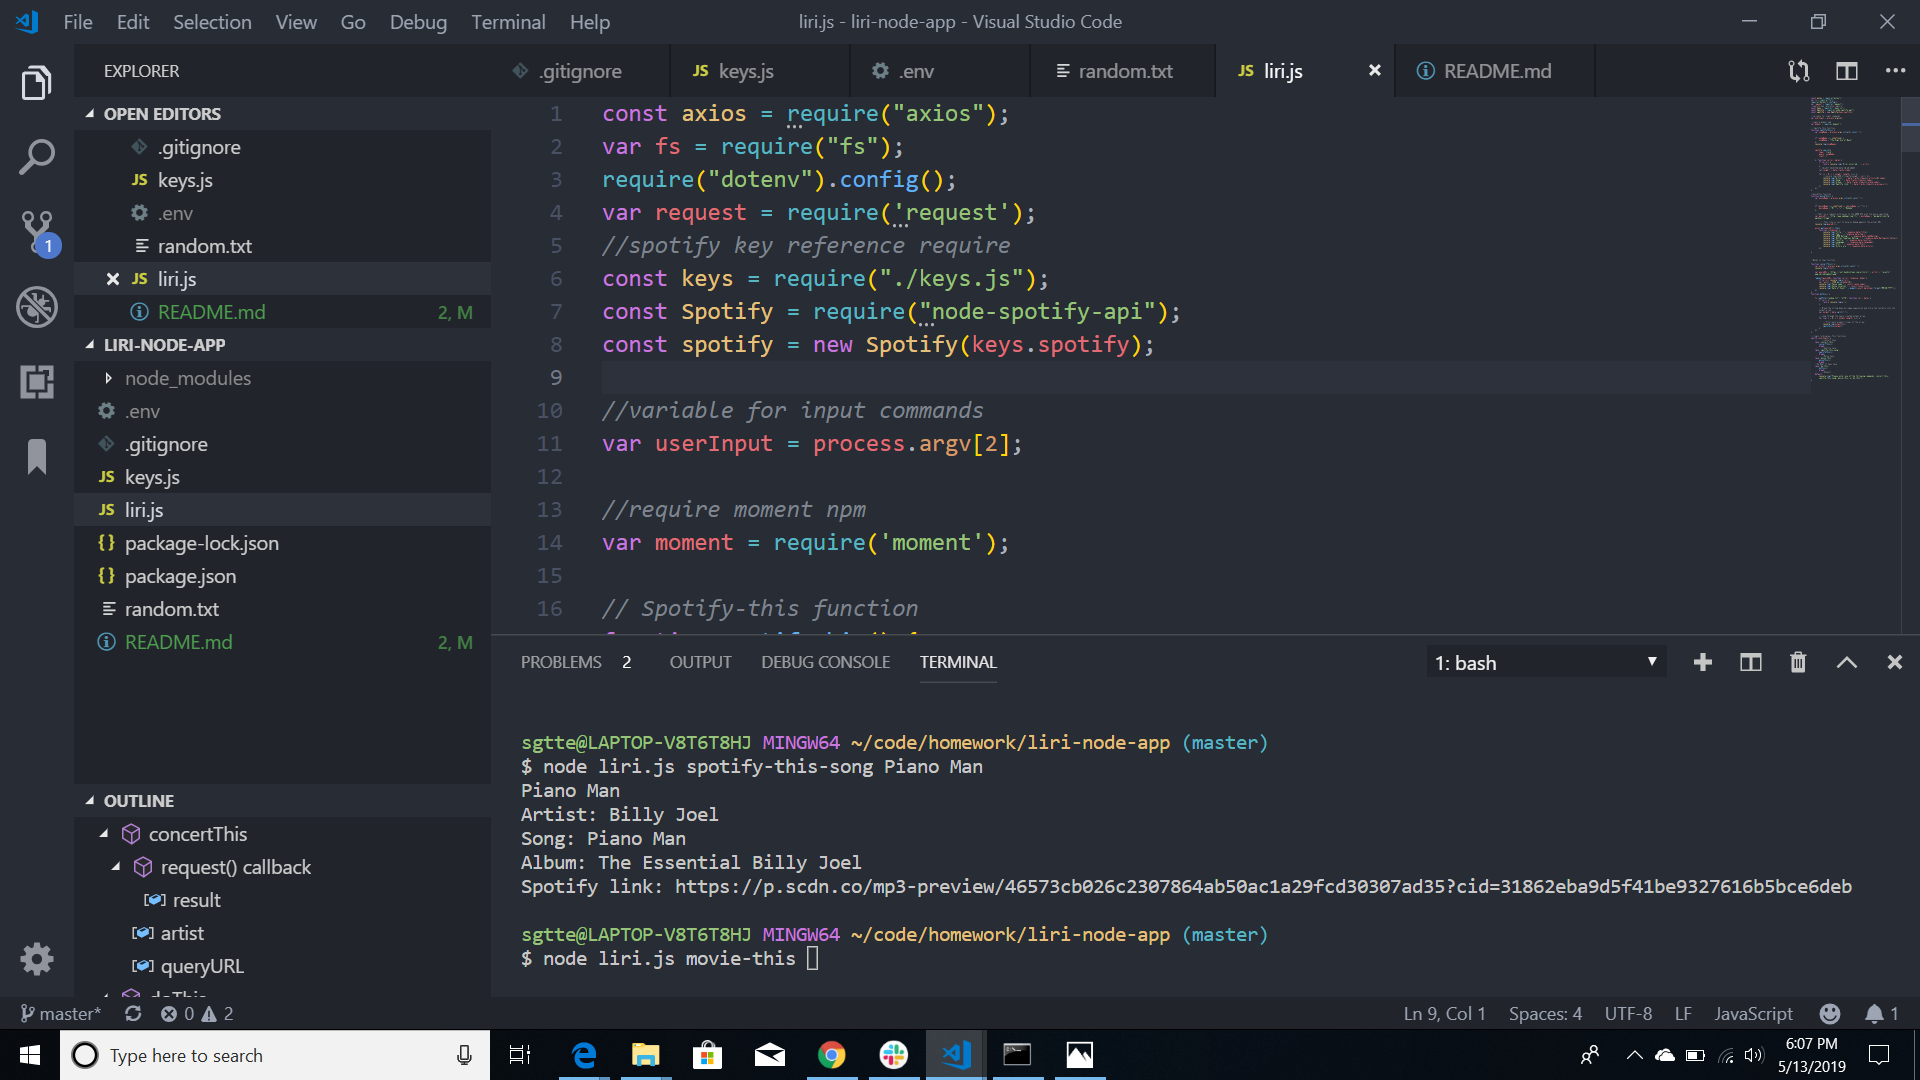 File Edit Selection View Go Debug Terminal Help
liri.js - liri-node-app - Visual Studio Code
EXPLORER
.gitignore
JS keys.js
.env
random.txt
JS liri.js
README.md
OPEN EDITORS
.gitignore
JS keys.js
.env
random.txt
JS liri.js
README.md 2, M
LIRI-NODE-APP
node_modules
.env
.gitignore
JS keys.js
JS liri.js
{} package-lock.json
{} package.json
random.txt
README.md 2, M
OUTLINE
concertThis
request() callback
result
artist
queryURL
1
1 const axios = require("axios");
2 var fs = require("fs");
3 require("dotenv").config();
4 var request = require('request');
5 //spotify key reference require
6 const keys = require("./keys.js");
7 const Spotify = require("node-spotify-api");
8 const spotify = new Spotify(keys.spotify);
9
10 //variable for input commands
11 var userInput = process.argv[2];
12
13 //require moment npm
14 var moment = require('moment');
15
16 // Spotify-this function
PROBLEMS 2 OUTPUT DEBUG CONSOLE TERMINAL
1: bash
sgtte@LAPTOP-V8T6T8HJ MINGW64 ~/code/homework/liri-node-app (master)
$ node liri.js spotify-this-song Piano Man
Piano Man
Artist: Billy Joel
Song: Piano Man
Album: The Essential Billy Joel
Spotify link: https://p.scdn.co/mp3-preview/46573cb026c2307864ab50ac1a29fcd30307ad35?cid=31862eba9d5f41be9327616b5bce6deb
sgtte@LAPTOP-V8T6T8HJ MINGW64 ~/code/homework/liri-node-app (master)
$ node liri.js movie-this
master* 0 2
Ln 9, Col 1 Spaces: 4 UTF-8 LF JavaScript 1
Type here to search
6:07 PM
5/13/2019